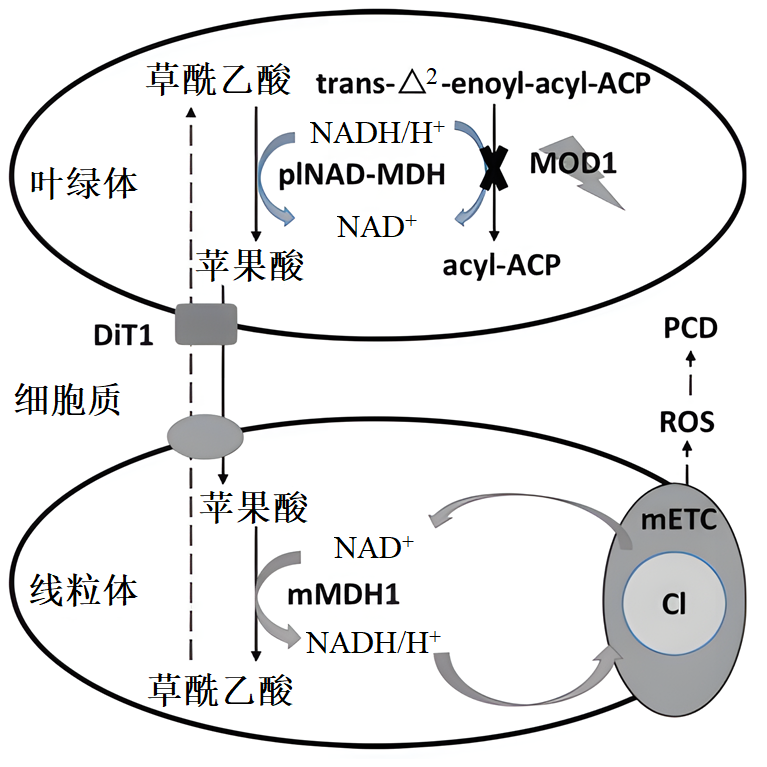 草酰乙酸
trans-△²-enoyl-acyl-ACP
NADH/H⁺
叶绿体
plNAD-MDH
MOD1
NAD⁺
苹果酸
acyl-ACP
DiT1
PCD
细胞质
ROS
苹果酸
mETC
NAD⁺
线粒体
mMDH1
Cl
NADH/H⁺
草酰乙酸